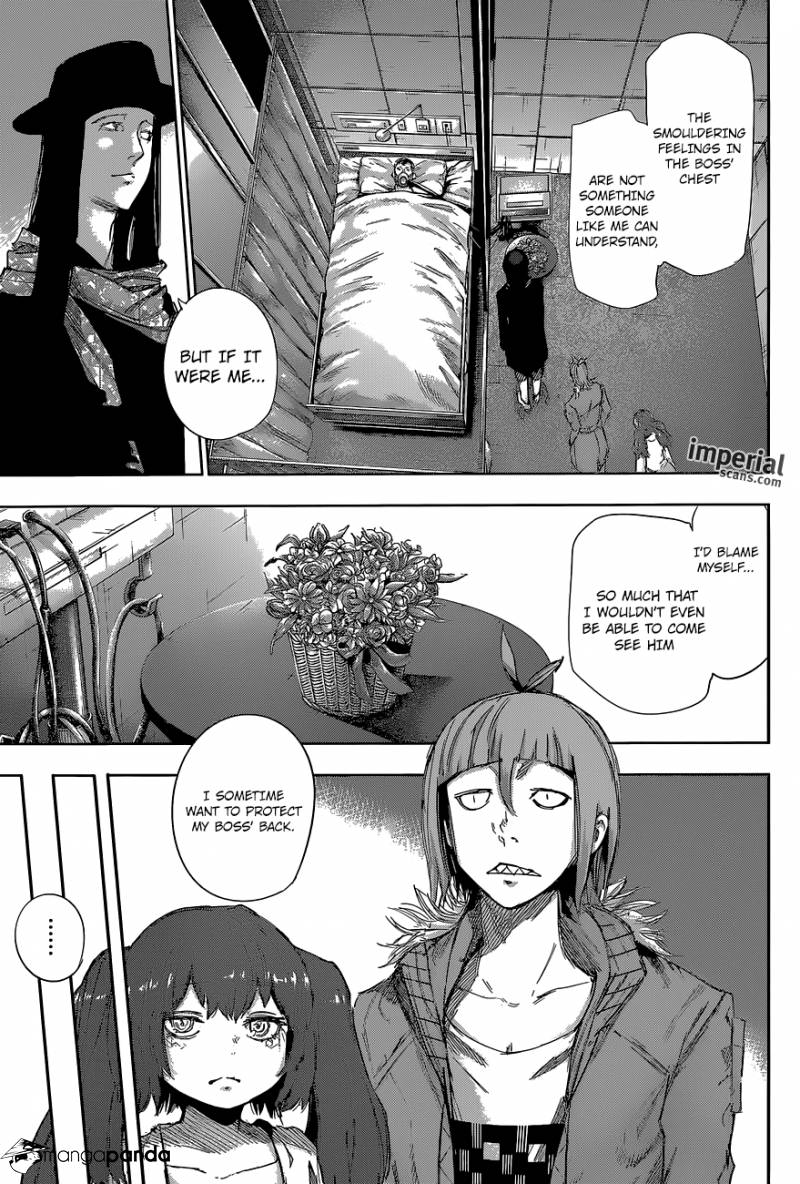 THE
SMOULDERING
FEELINGS IN
THE BOSS'
CHEST
ARE NOT
SOMETHING
SOMEONE
LIKE ME CAN
UNDERSTAND,
BUT IF IT
WERE ME...
imperial
scans.com
I'D BLAME
MYSELF...
SO MUCH THAT
I WOULDN'T EVEN
BE ABLE TO COME
SEE HIM
I SOMETIME
WANT TO PROTECT
MY BOSS' BACK.
......
mangapanda